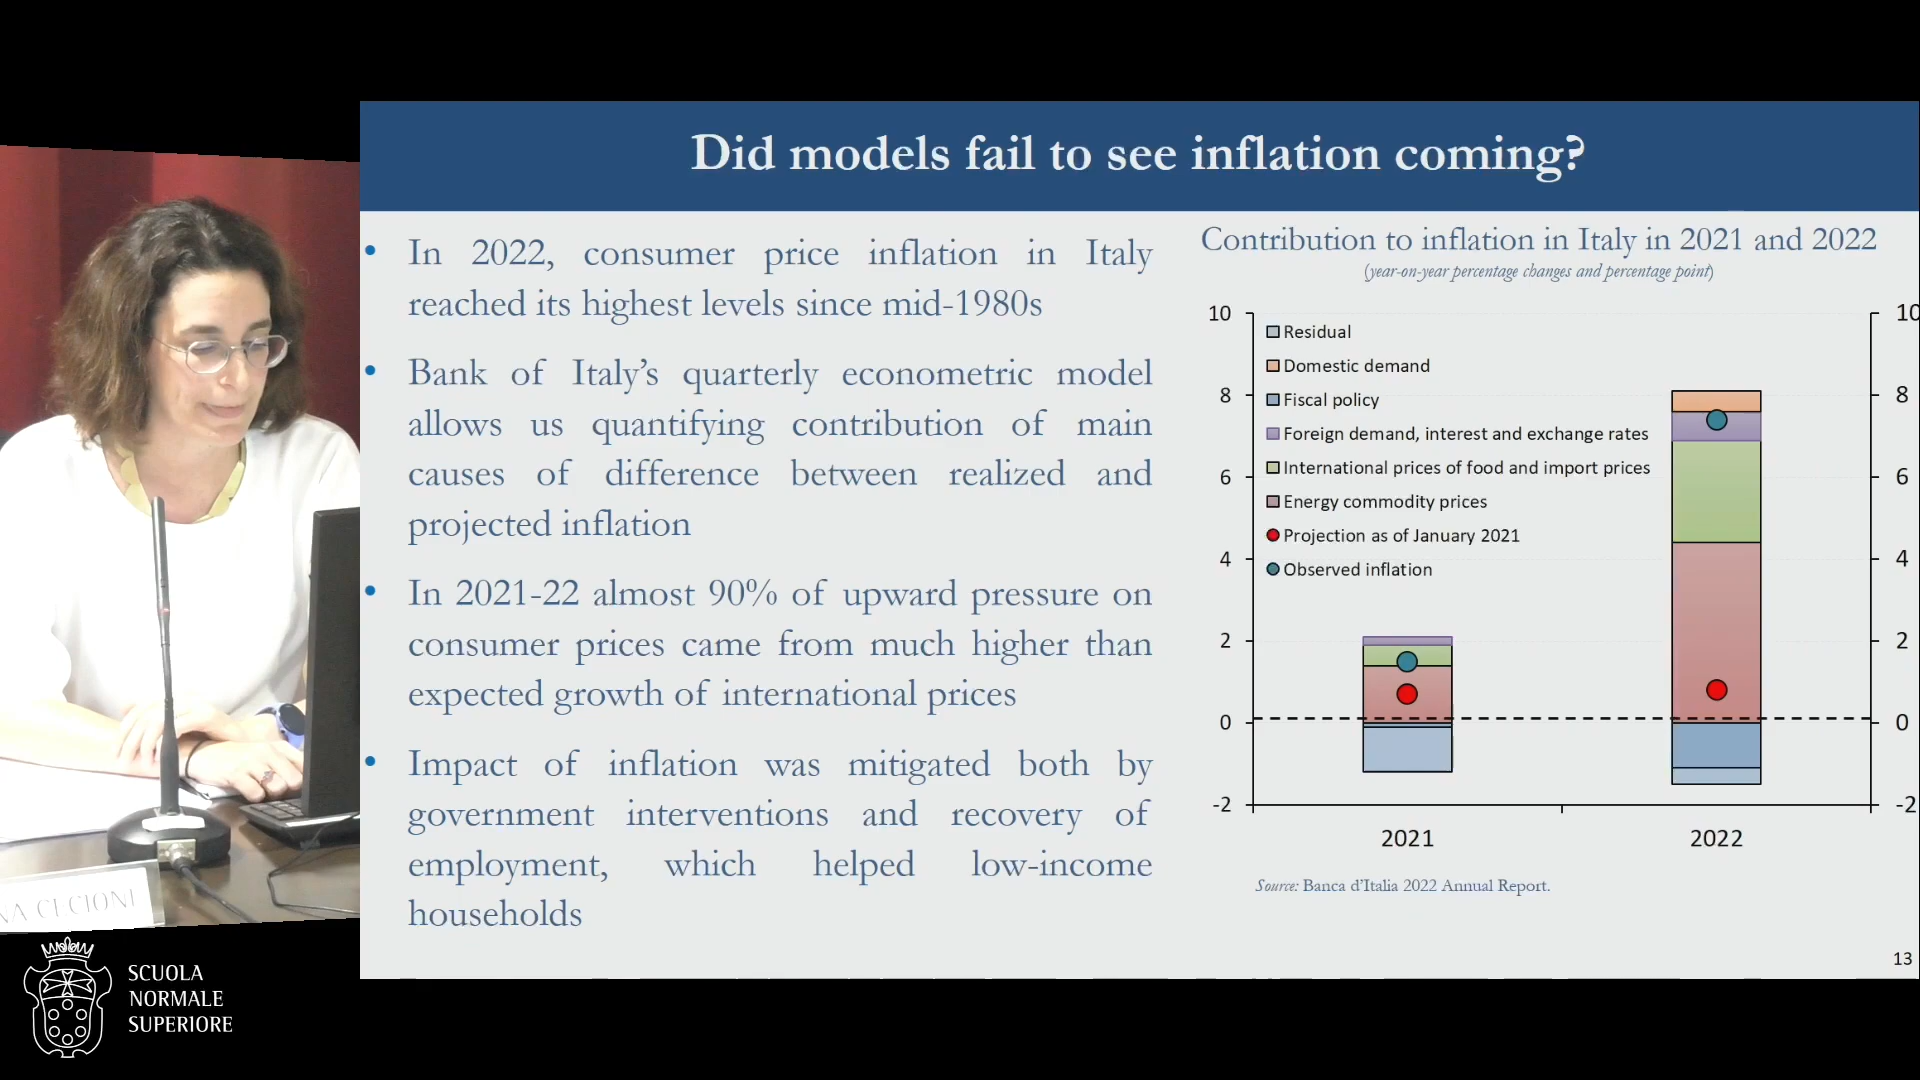 Did models fail to see inflation coming?
• In 2022, consumer price inflation in Italy
reached its highest levels since mid-1980s
• Bank of Italy's quarterly econometric model
allows us quantifying contribution of main
causes of difference between realized and
projected inflation
• In 2021-22 almost 90% of upward pressure on
consumer prices came from much higher than
expected growth of international prices
• Impact of inflation was mitigated both by
government interventions and recovery of
employment, which helped low-income
households
Contribution to inflation in Italy in 2021 and 2022
(year-on-year percentage changes and percentage point)
10
8
6
4
2
0
-2
Residual
Domestic demand
Fiscal policy
Foreign demand, interest and exchange rates
International prices of food and import prices
Energy commodity prices
Projection as of January 2021
Observed inflation
10
8
6
4
2
0
-2
2021 2022
Source: Banca d'Italia 2022 Annual Report.
13
CECIONI
SCUOLA
NORMALE
SUPERIORE